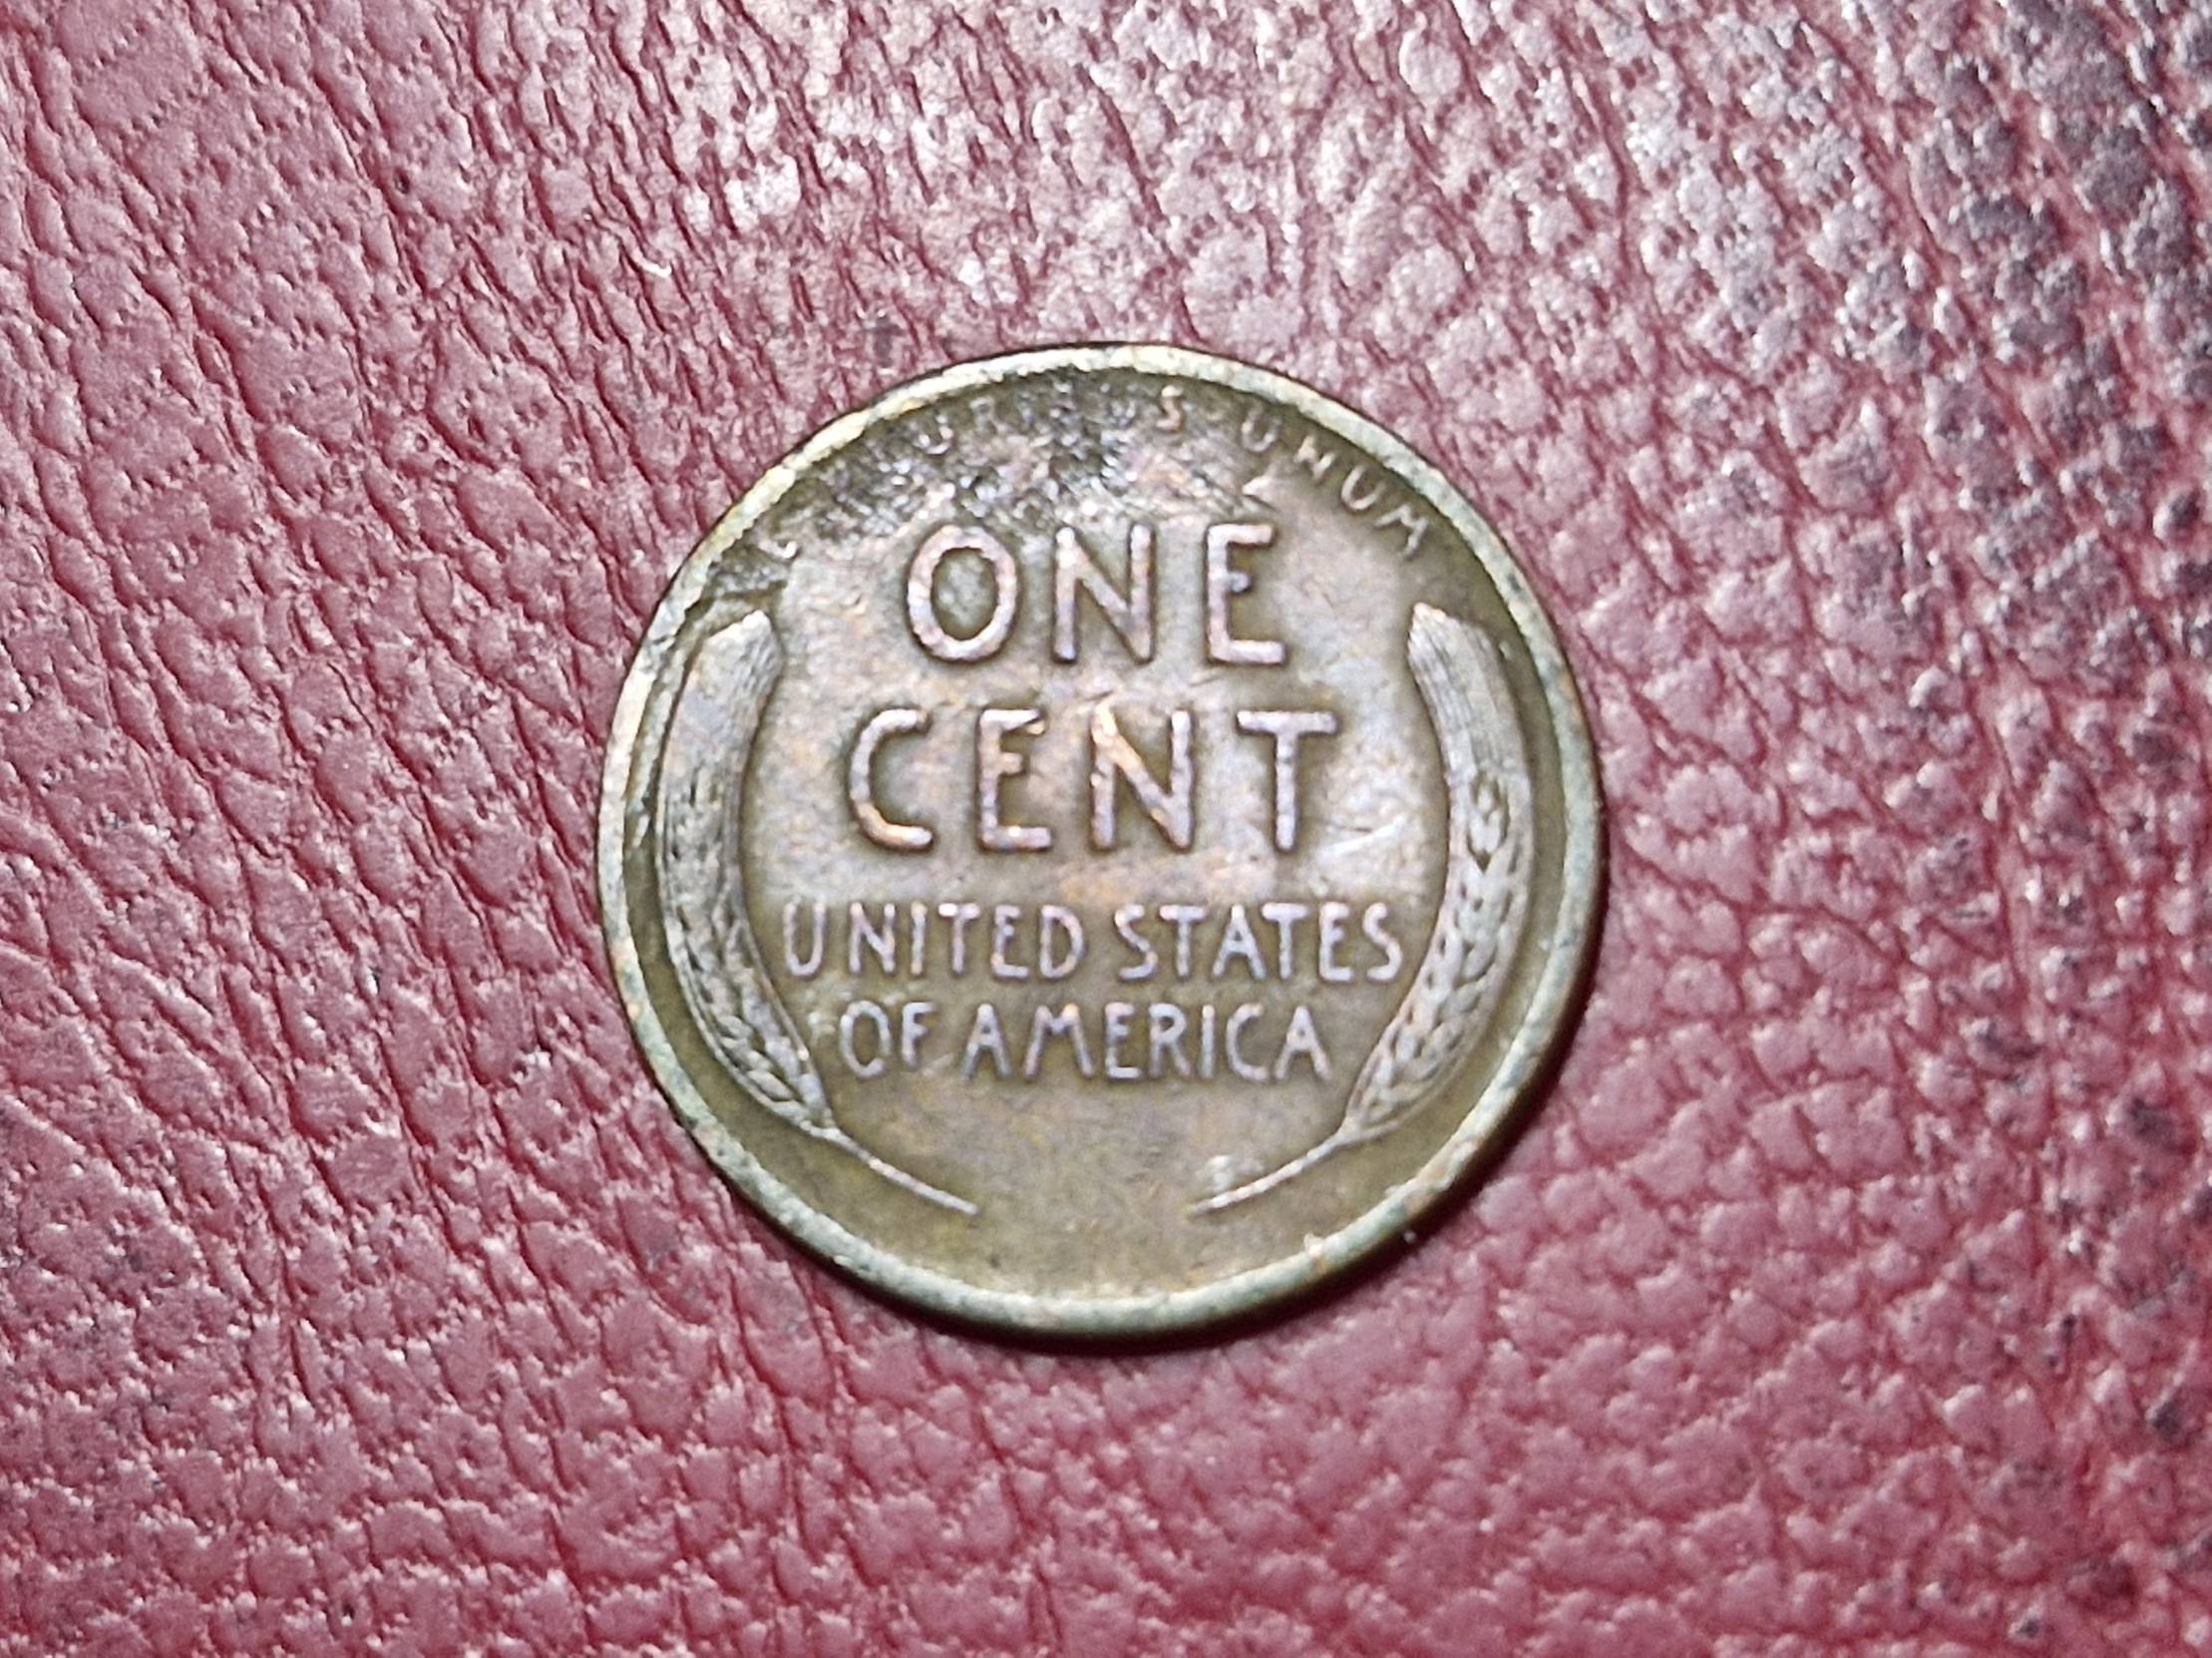 UNUM
ONE
CENT
UNITED STATES
OF AMERICA